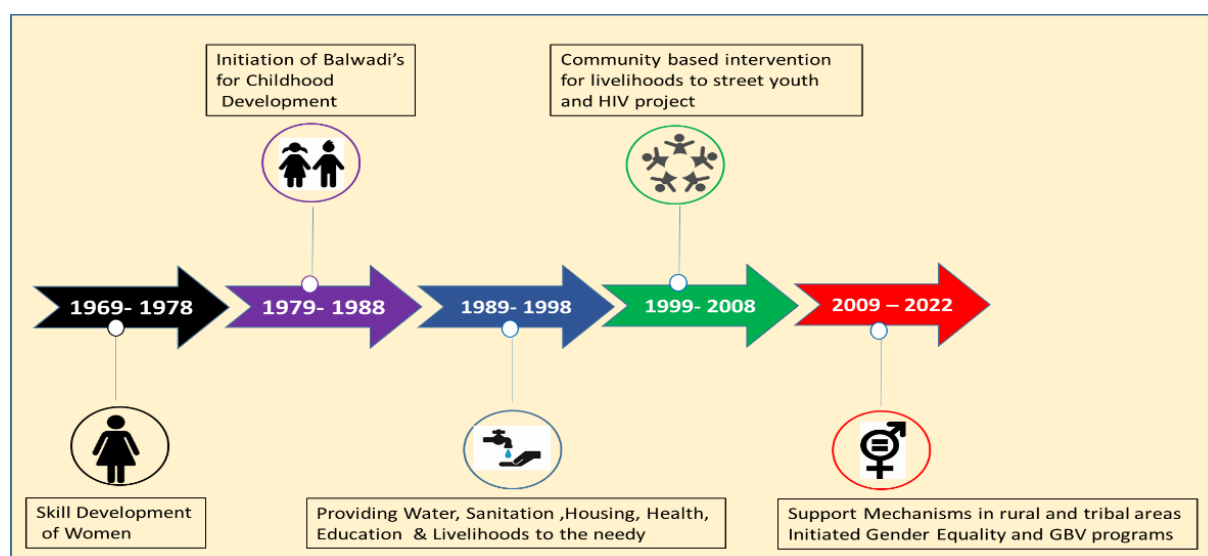 Initiation of Balwadi's
for Childhood
Development
Community based intervention
for livelihoods to street youth
and HIV project
1969- 1978
1979- 1988
1989- 1998
1999- 2008
2009 – 2022
Skill Development
of Women
Providing Water, Sanitation ,Housing, Health,
Education & Livelihoods to the needy
Support Mechanisms in rural and tribal areas
Initiated Gender Equality and GBV programs